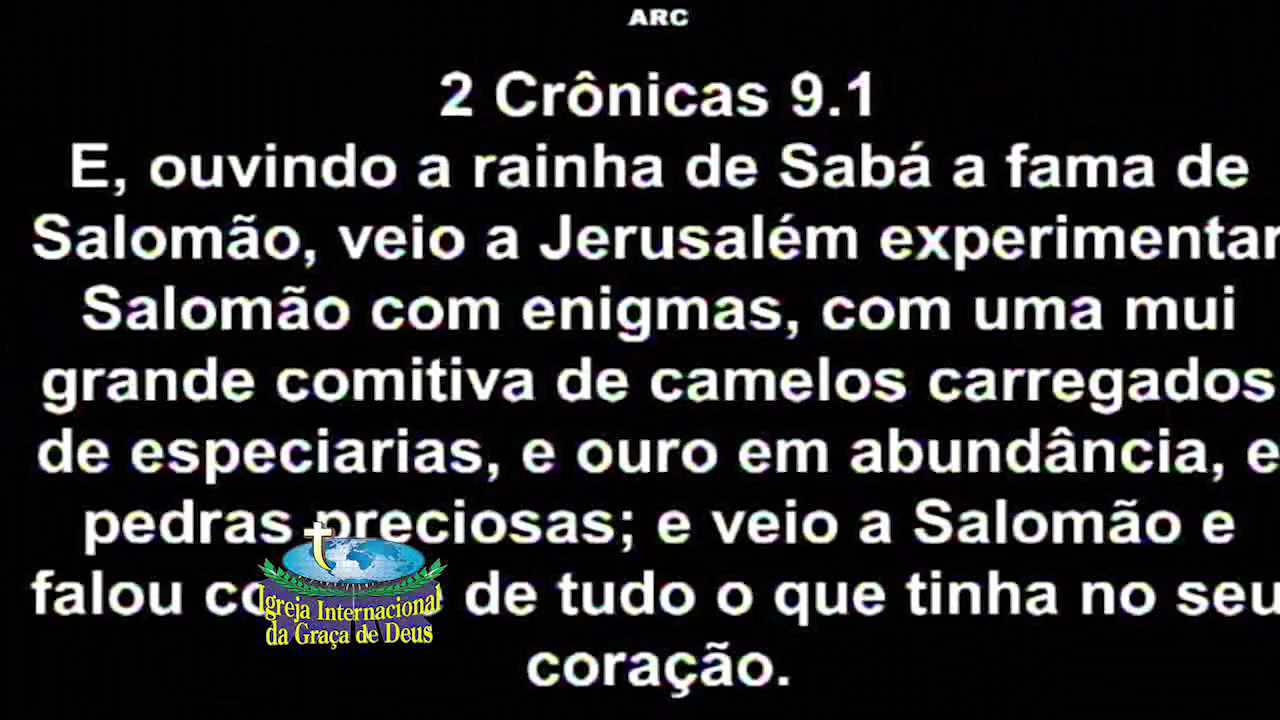 ARC
2 Crônicas 9.1
E, ouvindo a rainha de Sabá a fama de
Salomão, veio a Jerusalém experimentar
Salomão com enigmas, com uma mui
grande comitiva de camelos carregados
de especiarias, e ouro em abundância, e
pedras preciosas; e veio a Salomão e
falou de tudo o que tinha no seu
coração.
Igreja Internacional
da Graça de Deus